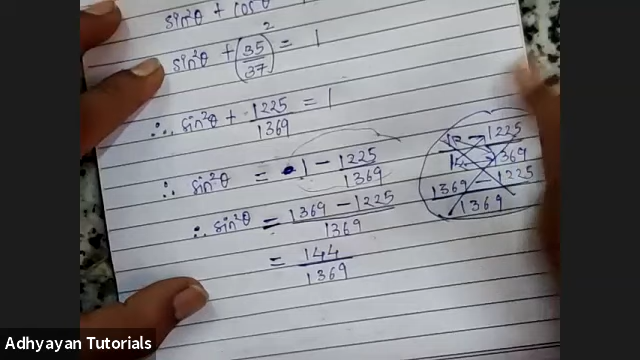 sin²θ + cos²θ
sin²θ + (35/37)² = 1
∴ sin²θ + 1225/1369 = 1
∴ sin²θ = 1 - 1225/1369
∴ sin²θ = (1369 - 1225)/1369
= 144/1369
1225
1369
1369 - 1225
1369
Adhyayan Tutorials